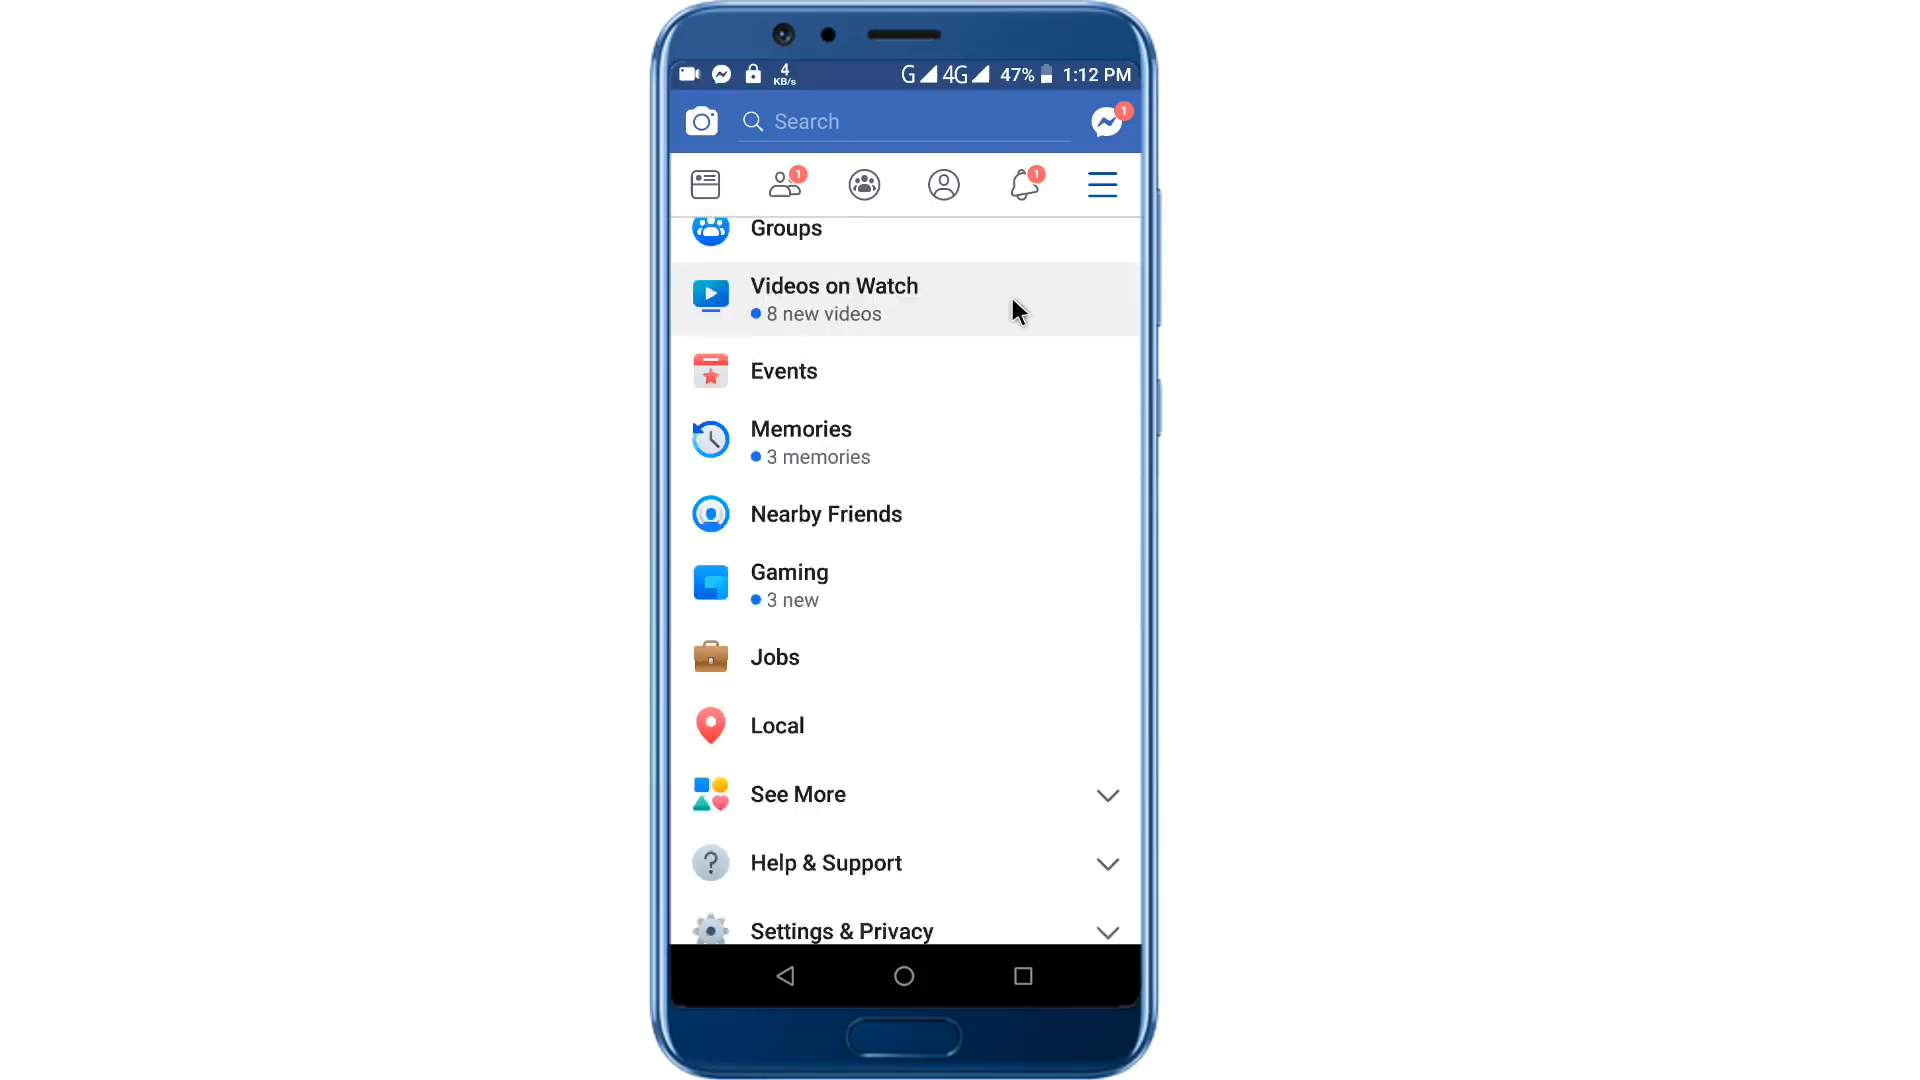 4
KB/s
G 4G 47% 1:12 PM
Search
1
1
1
Groups
Videos on Watch
8 new videos
Events
Memories
3 memories
Nearby Friends
Gaming
3 new
Jobs
Local
See More
Help & Support
Settings & Privacy